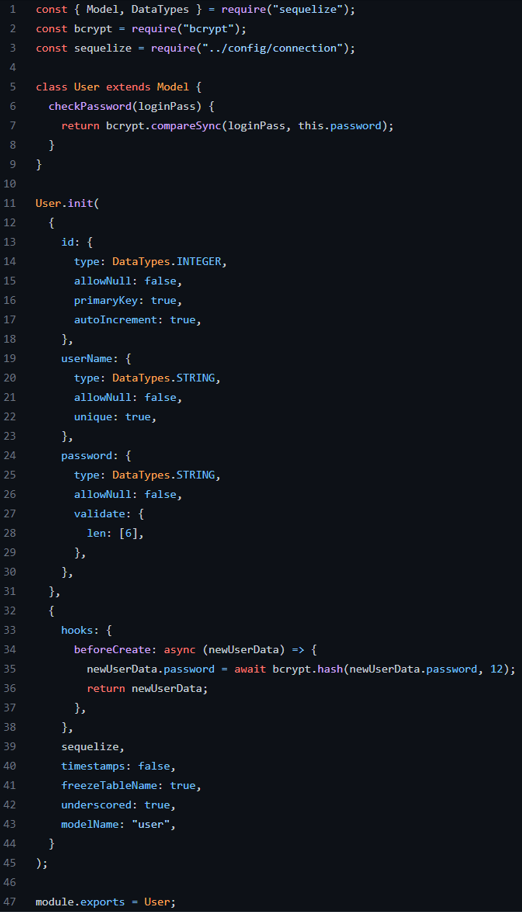 1 const { Model, DataTypes } = require("sequelize");
2 const bcrypt = require("bcrypt");
3 const sequelize = require("../config/connection");
4
5 class User extends Model {
6   checkPassword(loginPass) {
7     return bcrypt.compareSync(loginPass, this.password);
8   }
9 }
10
11 User.init(
12   {
13     id: {
14       type: DataTypes.INTEGER,
15       allowNull: false,
16       primaryKey: true,
17       autoIncrement: true,
18     },
19     userName: {
20       type: DataTypes.STRING,
21       allowNull: false,
22       unique: true,
23     },
24     password: {
25       type: DataTypes.STRING,
26       allowNull: false,
27       validate: {
28         len: [6],
29       },
30     },
31   },
32   {
33     hooks: {
34       beforeCreate: async (newUserData) => {
35         newUserData.password = await bcrypt.hash(newUserData.password, 12);
36         return newUserData;
37       },
38     },
39     sequelize,
40     timestamps: false,
41     freezeTableName: true,
42     underscored: true,
43     modelName: "user",
44   }
45 );
46
47 module.exports = User;